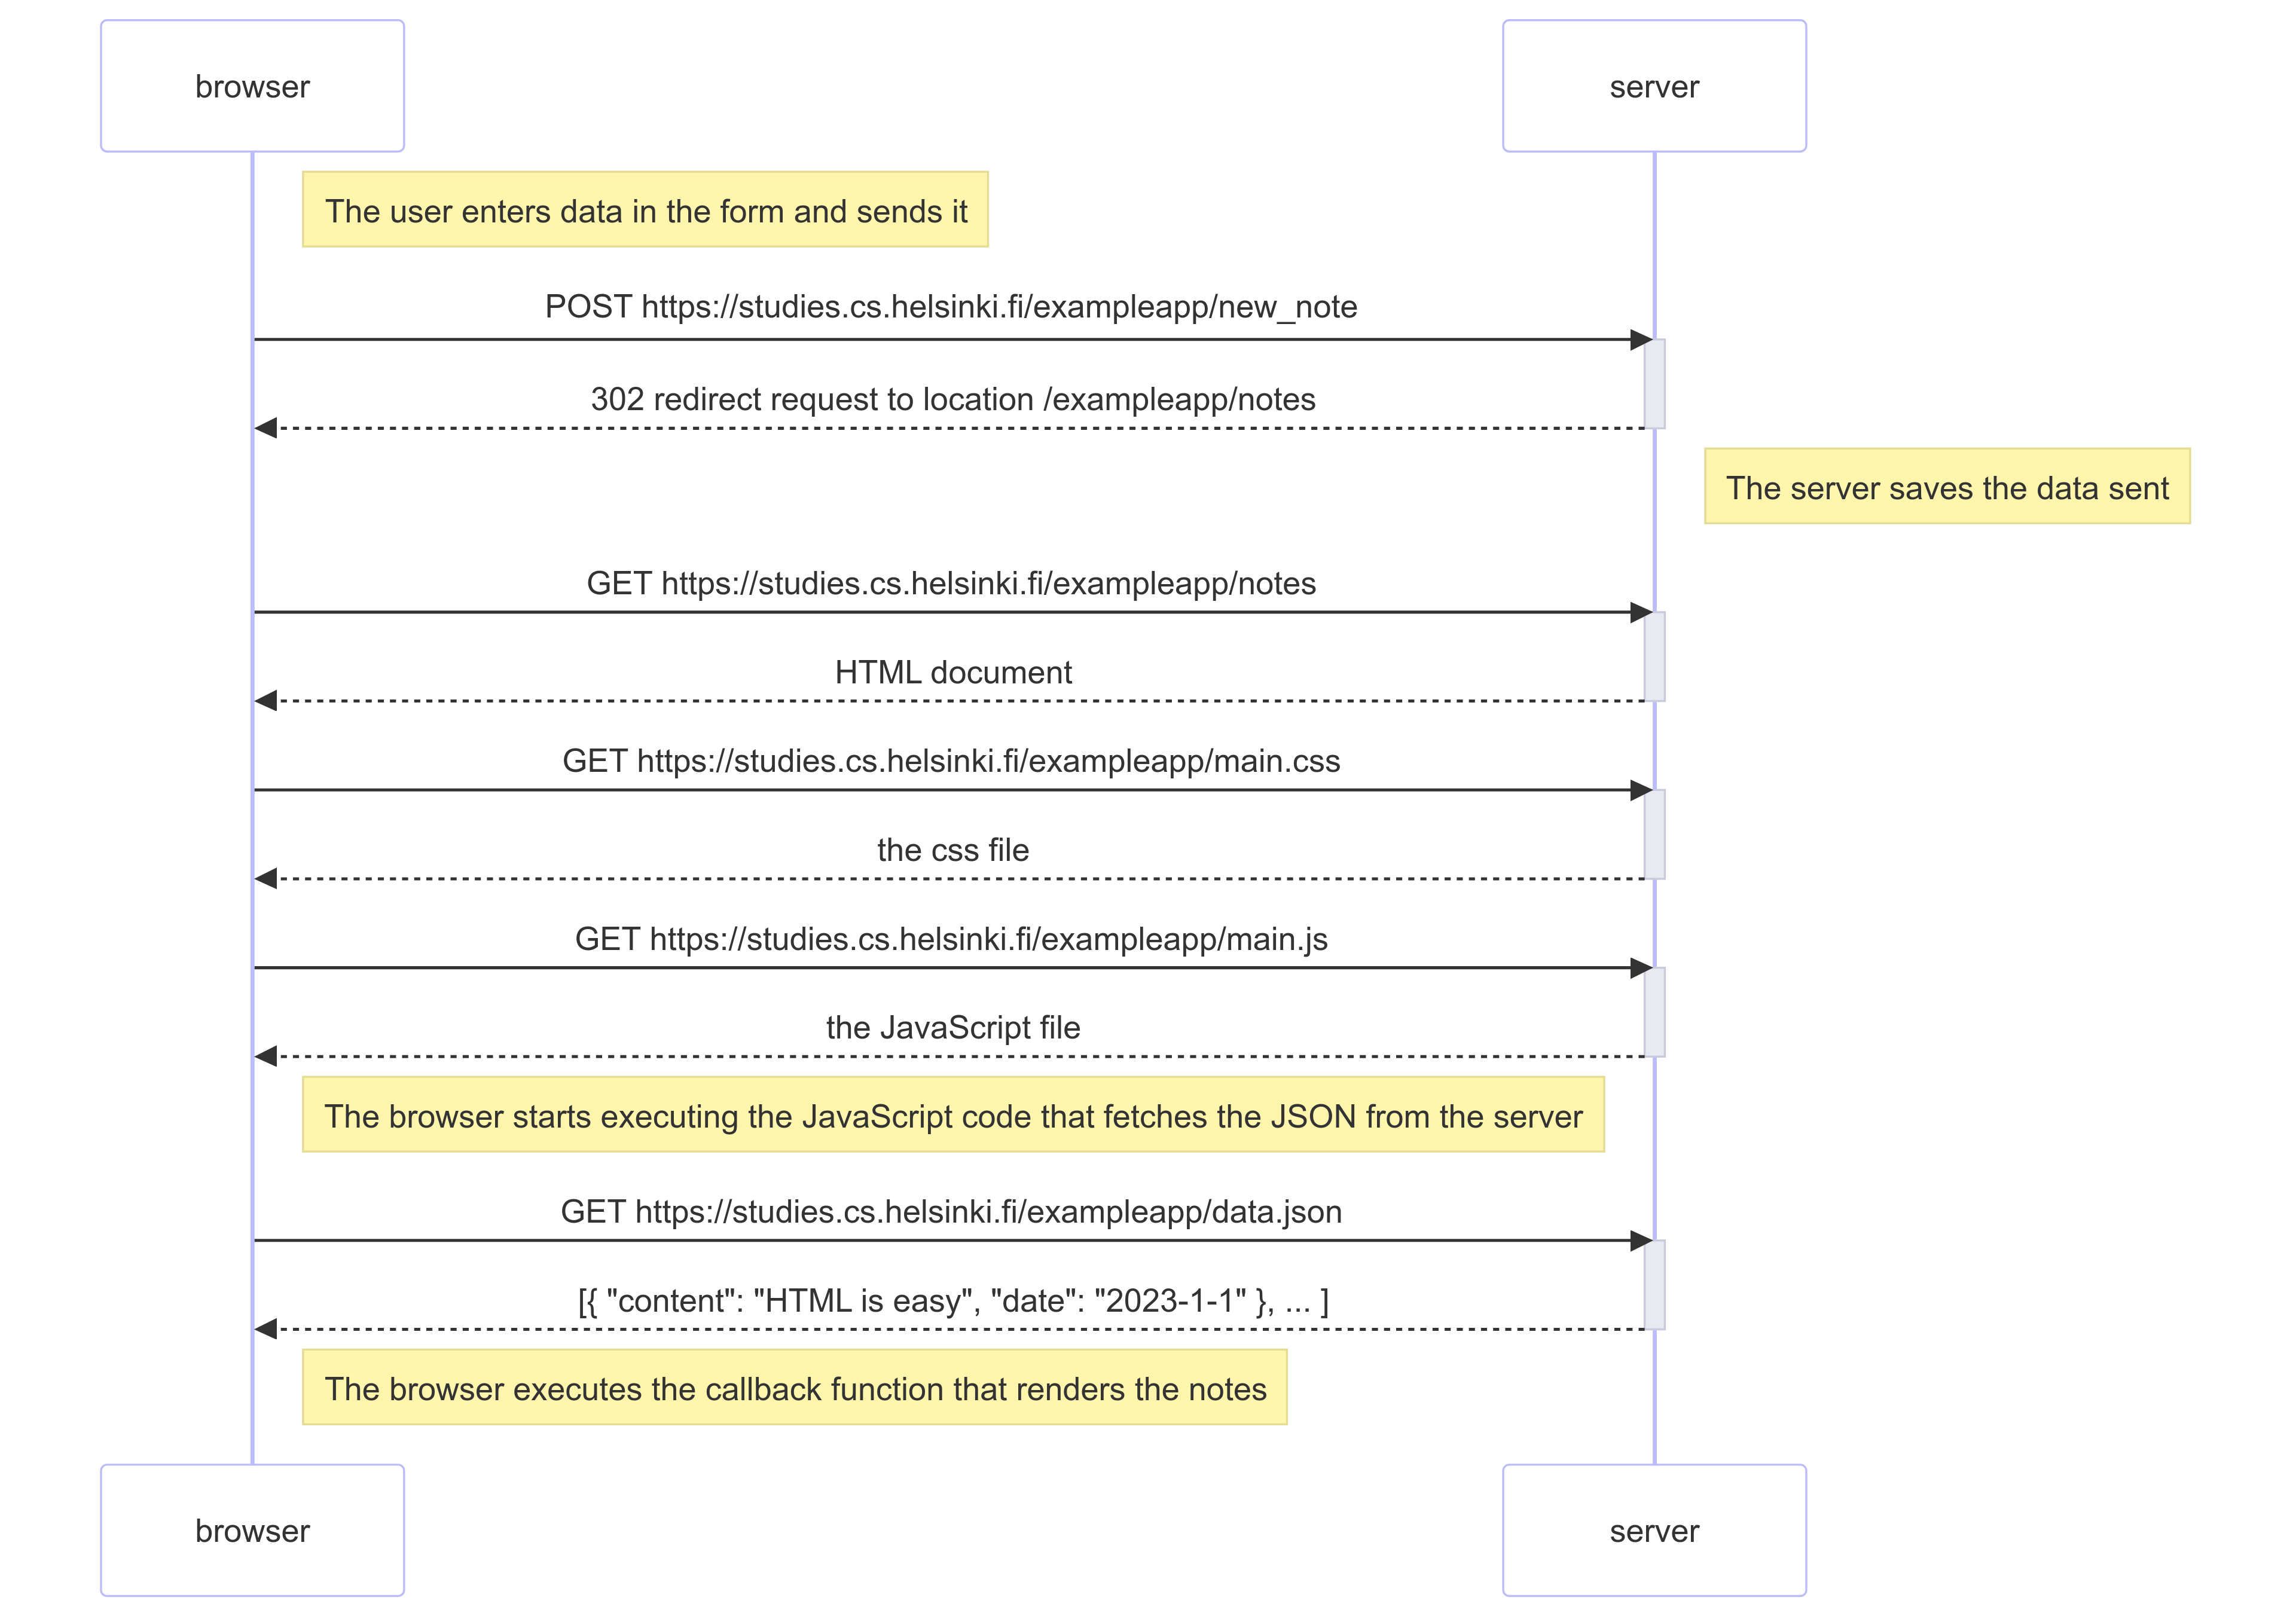 browser
server
The user enters data in the form and sends it
POST https://studies.cs.helsinki.fi/exampleapp/new_note
302 redirect request to location /exampleapp/notes
The server saves the data sent
GET https://studies.cs.helsinki.fi/exampleapp/notes
HTML document
GET https://studies.cs.helsinki.fi/exampleapp/main.css
the css file
GET https://studies.cs.helsinki.fi/exampleapp/main.js
the JavaScript file
The browser starts executing the JavaScript code that fetches the JSON from the server
GET https://studies.cs.helsinki.fi/exampleapp/data.json
[{ "content": "HTML is easy", "date": "2023-1-1" }, ... ]
The browser executes the callback function that renders the notes
browser
server